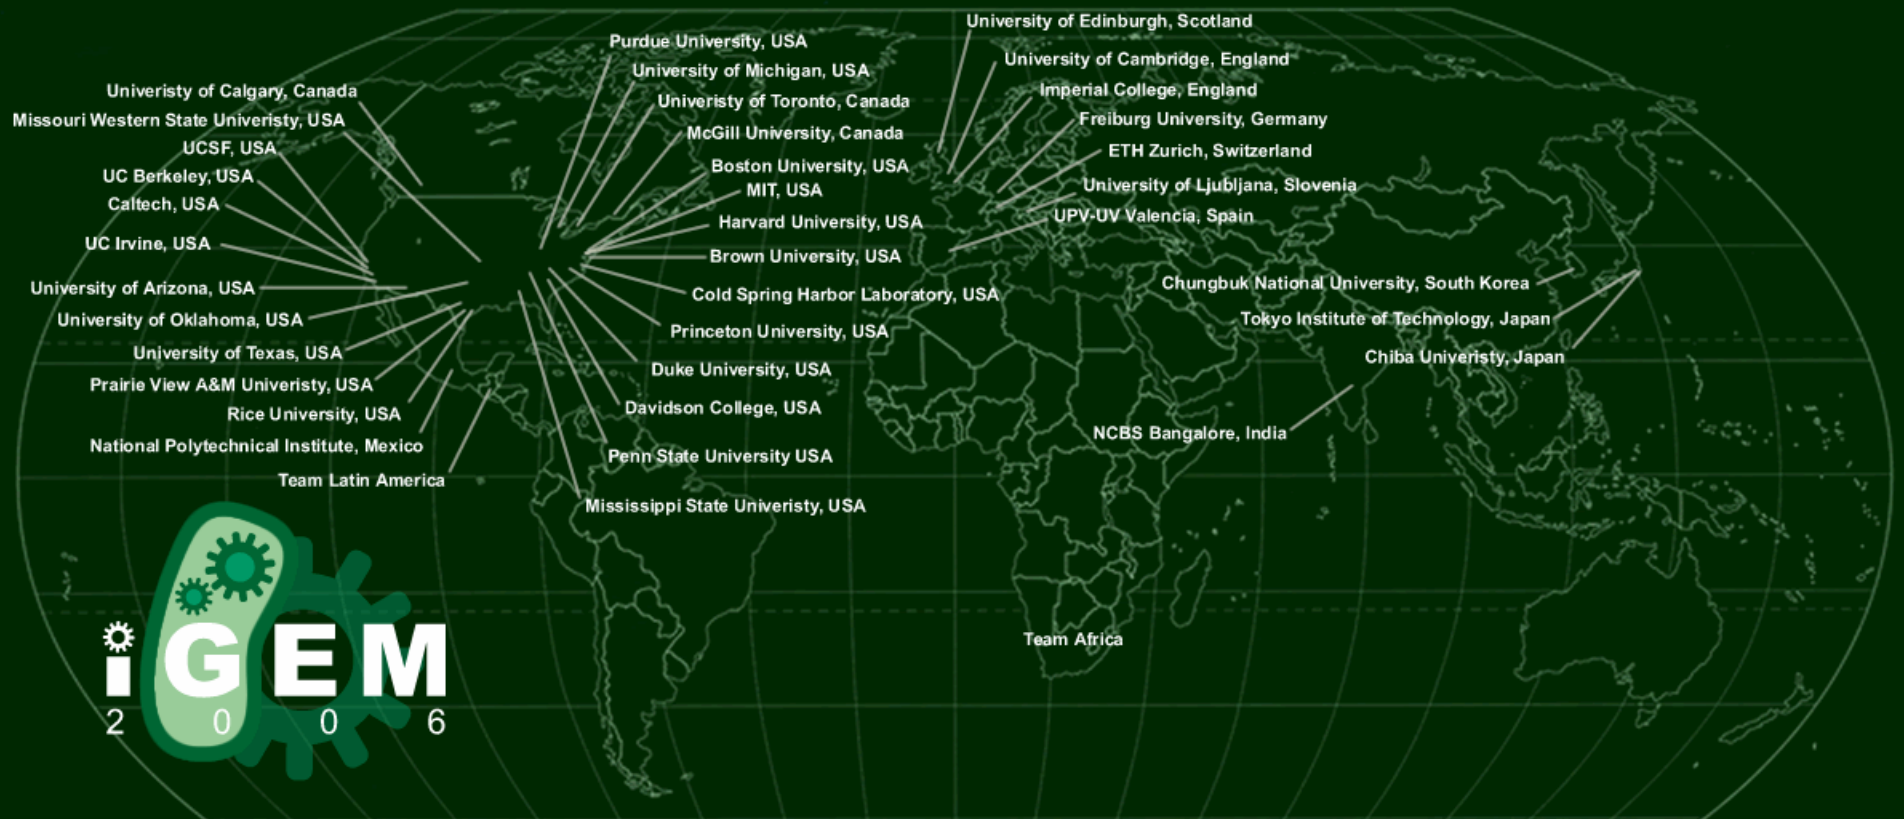 Univeristy of Calgary, Canada
Missouri Western State Univeristy, USA
UCSF, USA
UC Berkeley, USA
Caltech, USA
UC Irvine, USA
University of Arizona, USA
University of Oklahoma, USA
University of Texas, USA
Prairie View A&M Univeristy, USA
Rice University, USA
National Polytechnical Institute, Mexico
Team Latin America
Purdue University, USA
University of Michigan, USA
Univeristy of Toronto, Canada
McGill University, Canada
Boston University, USA
MIT, USA
Harvard University, USA
Brown University, USA
Cold Spring Harbor Laboratory, USA
Princeton University, USA
Duke University, USA
Davidson College, USA
Penn State University USA
Mississippi State Univeristy, USA
University of Edinburgh, Scotland
University of Cambridge, England
Imperial College, England
Freiburg University, Germany
ETH Zurich, Switzerland
University of Ljubljana, Slovenia
UPV-UV Valencia, Spain
Chungbuk National University, South Korea
Tokyo Institute of Technology, Japan
Chiba Univeristy, Japan
NCBS Bangalore, India
Team Africa
iGEM
2006